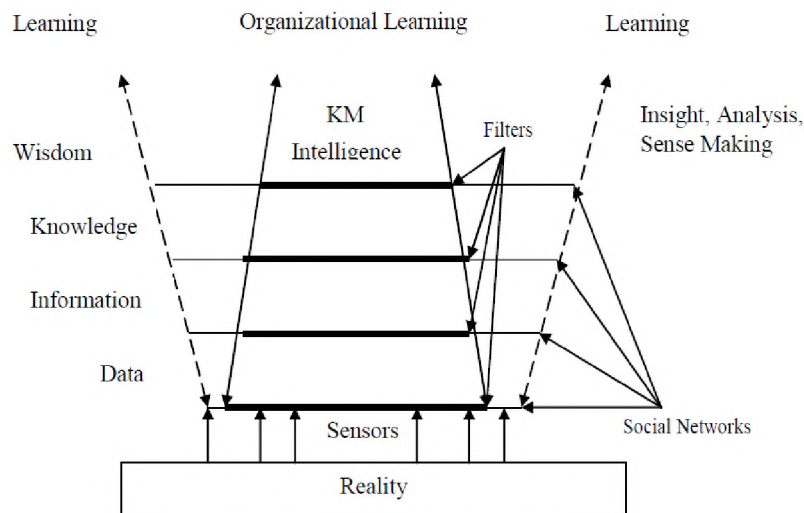 Learning
Organizational Learning
Learning
KM
Intelligence
Filters
Insight, Analysis,
Sense Making
Wisdom
Knowledge
Information
Data
Sensors
Social Networks
Reality